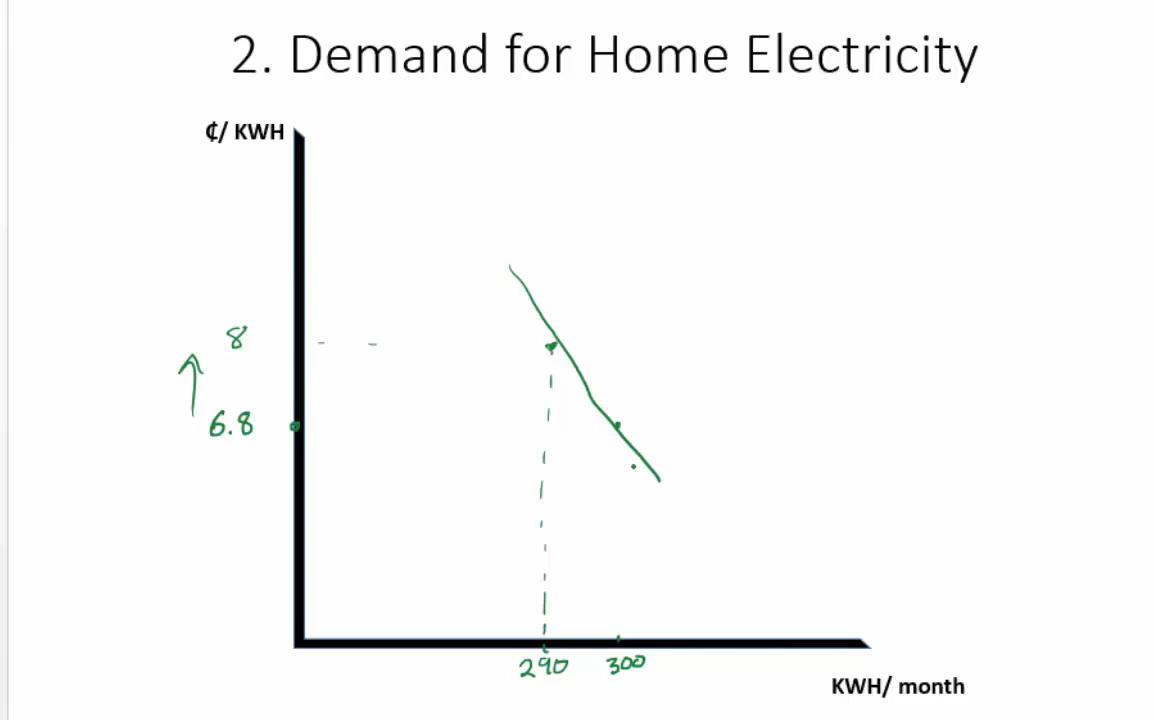 2. Demand for Home Electricity
₵/ KWH
8
6.8
290 300
KWH/ month